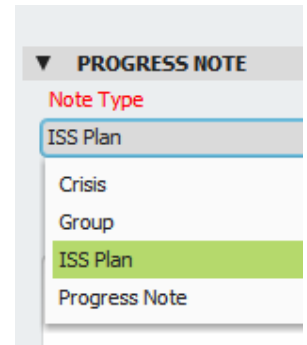 ▼ PROGRESS NOTE
Note Type
ISS Plan
Crisis
Group
ISS Plan
Progress Note